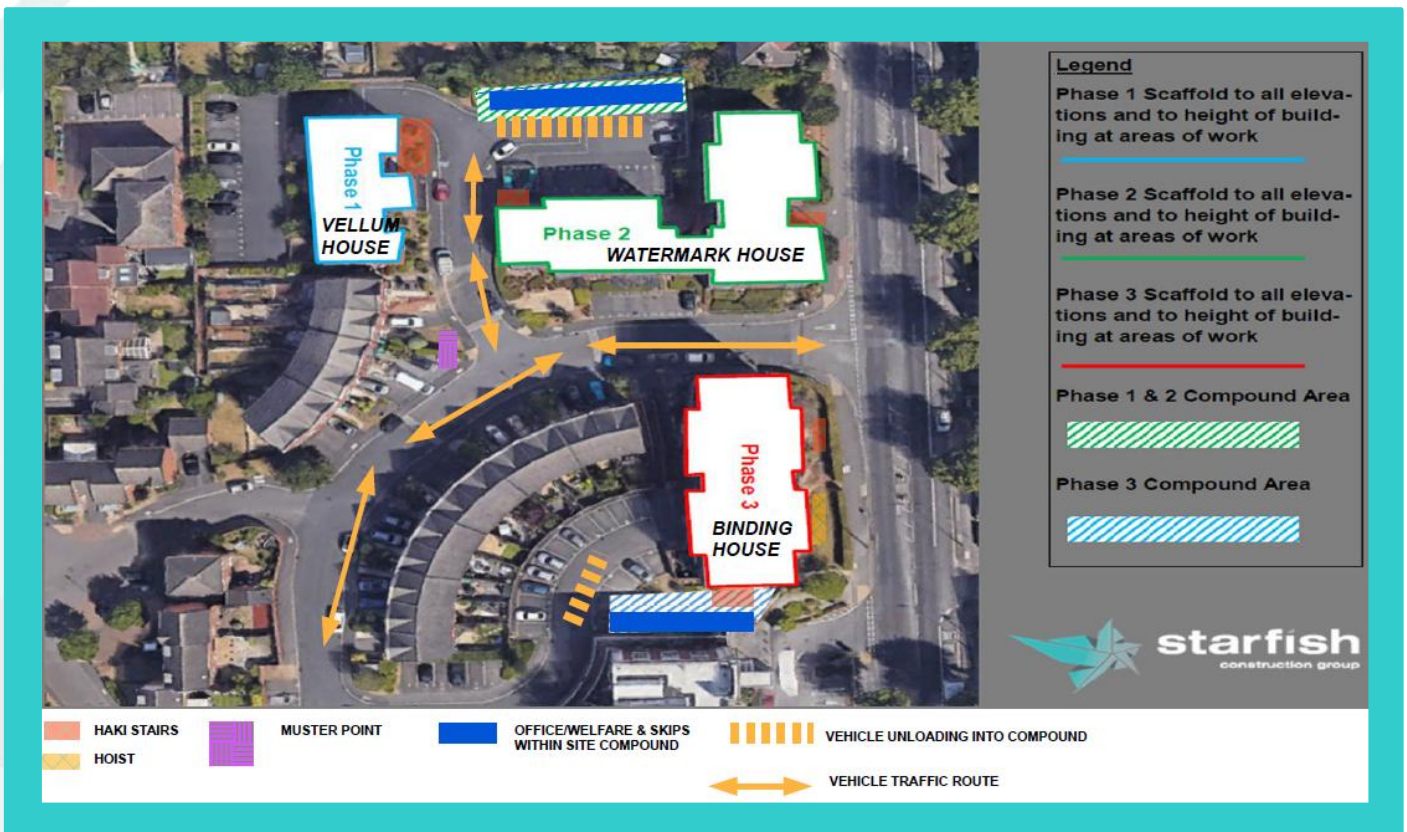 Legend
Phase 1 Scaffold to all eleva-
tions and to height of build-
ing at areas of work
Phase 2 Scaffold to all eleva-
tions and to height of build-
ing at areas of work
Phase 3 Scaffold to all eleva-
tions and to height of build-
ing at areas of work
Phase 1 & 2 Compound Area
Phase 3 Compound Area
Phase 1
VELLUM
HOUSE
Phase 2
WATERMARK HOUSE
Phase 3
BINDING
HOUSE
starfish
construction group
HAKI STAIRS
HOIST
MUSTER POINT
OFFICE/WELFARE & SKIPS
WITHIN SITE COMPOUND
VEHICLE UNLOADING INTO COMPOUND
VEHICLE TRAFFIC ROUTE